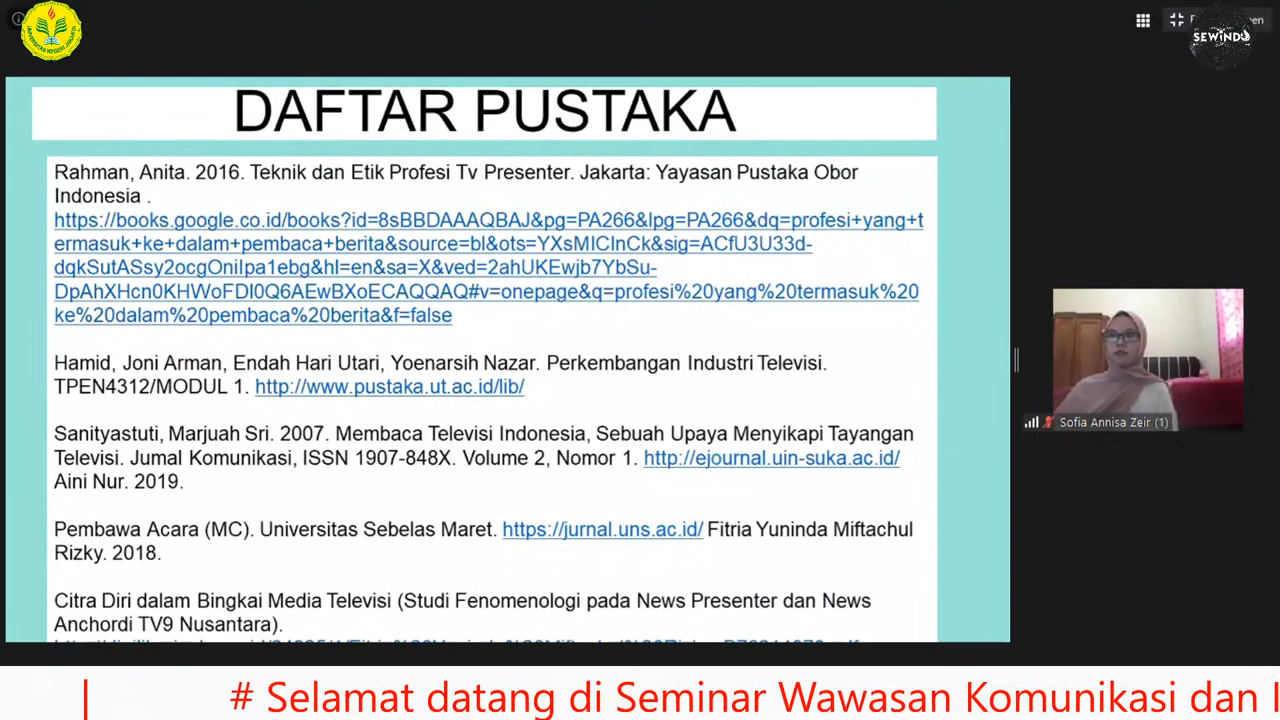 SEWINDU
DAFTAR PUSTAKA
Rahman, Anita. 2016. Teknik dan Etik Profesi Tv Presenter. Jakarta: Yayasan Pustaka Obor
Indonesia .
https://books.google.co.id/books?id=8sBBDAAAQBAJ&pg=PA266&lpg=PA266&dq=profesi+yang+t
ermasuk+ke+dalam+pembaca+berita&source=bl&ots=YXsMlClnCk&sig=ACfU3U33d-
dqkSutASsy2ocgOniIpa1ebg&hl=en&sa=X&ved=2ahUKEwjb7YbSu-
DpAhXHcn0KHWoFDl0Q6AEwBXoECAQQAQ#v=onepage&q=profesi%20yang%20termasuk%20
ke%20dalam%20pembaca%20berita&f=false
Hamid, Joni Arman, Endah Hari Utari, Yoenarsih Nazar. Perkembangan Industri Televisi.
TPEN4312/MODUL 1. http://www.pustaka.ut.ac.id/lib/
Sanityastuti, Marjuah Sri. 2007. Membaca Televisi Indonesia, Sebuah Upaya Menyikapi Tayangan
Televisi. Jurnal Komunikasi, ISSN 1907-848X. Volume 2, Nomor 1. http://ejournal.uin-suka.ac.id/
Aini Nur. 2019.
Pembawa Acara (MC). Universitas Sebelas Maret. https://jurnal.uns.ac.id/ Fitria Yuninda Miftachul
Rizky. 2018.
Citra Diri dalam Bingkai Media Televisi (Studi Fenomenologi pada News Presenter dan News
Anchordi TV9 Nusantara).
Sofia Annisa Zeir (1)
# Selamat datang di Seminar Wawasan Komunikasi dan